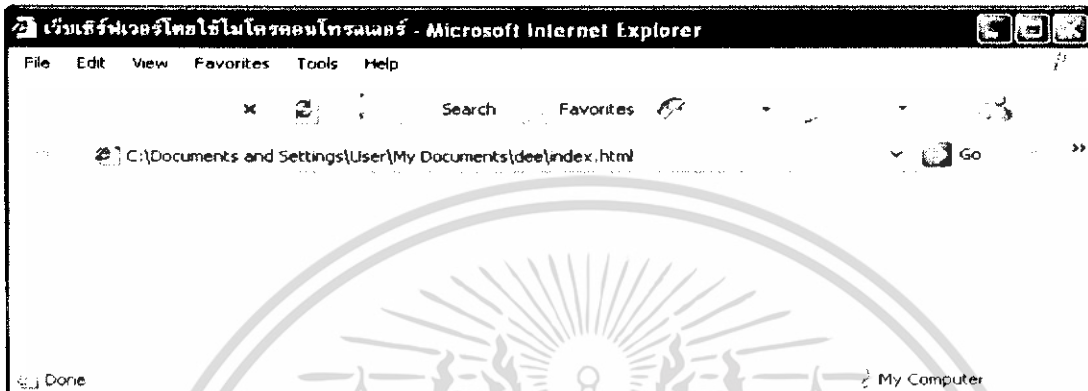 เว็บเซิร์ฟเวอร์โดยใช้ไมโครคอนโทรลเลอร์ - Microsoft Internet Explorer
File Edit View Favorites Tools Help
Search Favorites
C:\Documents and Settings\User\My Documents\dee\index.html Go »
Done My Computer